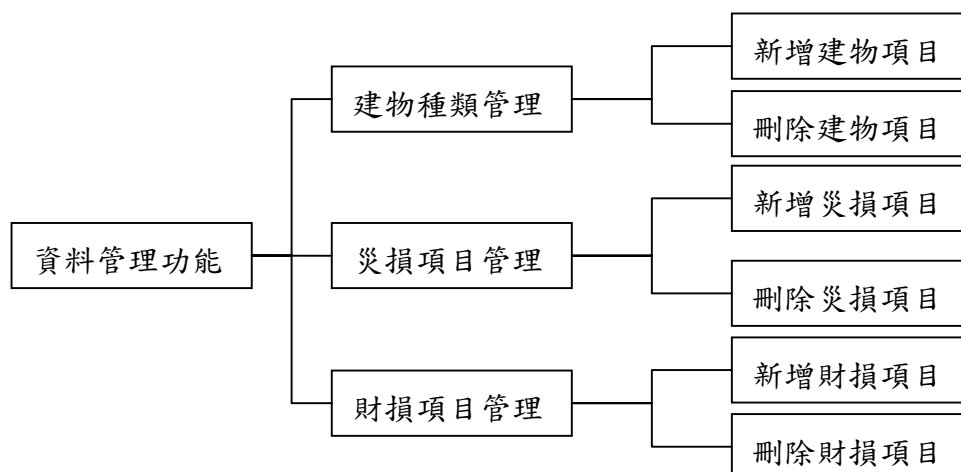 新增建物項目
建物種類管理
刪除建物項目
新增災損項目
資料管理功能
災損項目管理
刪除災損項目
新增財損項目
財損項目管理
刪除財損項目